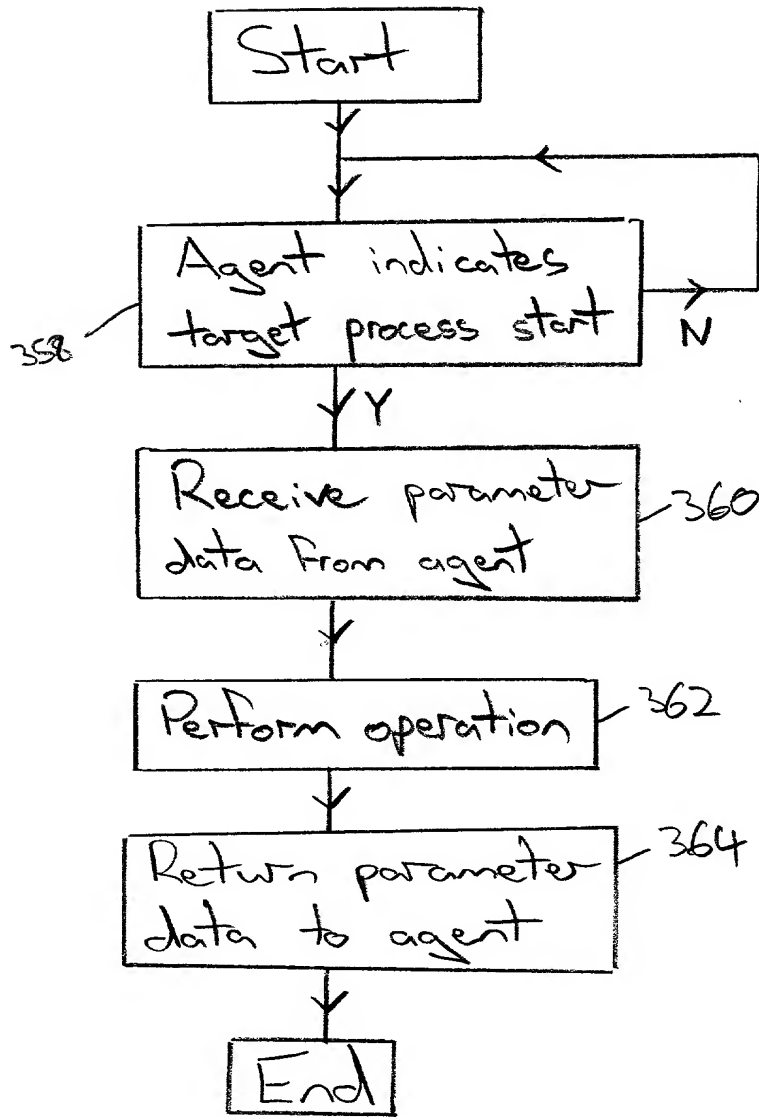 Start
Agent indicates
target process start
358
N
Y
Receive parameter
data from agent
360
Perform operation
362
Return parameter
data to agent
364
End